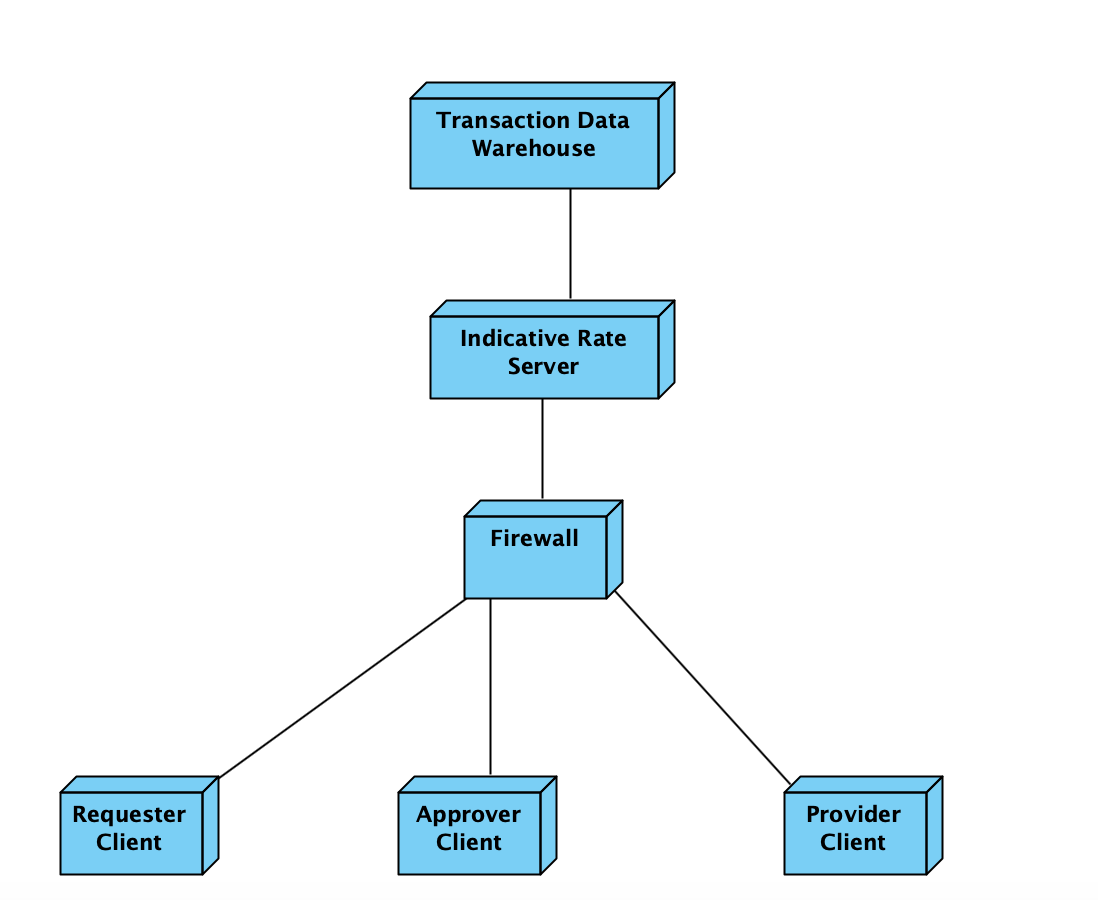 Transaction Data
Warehouse
Indicative Rate
Server
Firewall
Requester
Client
Approver
Client
Provider
Client